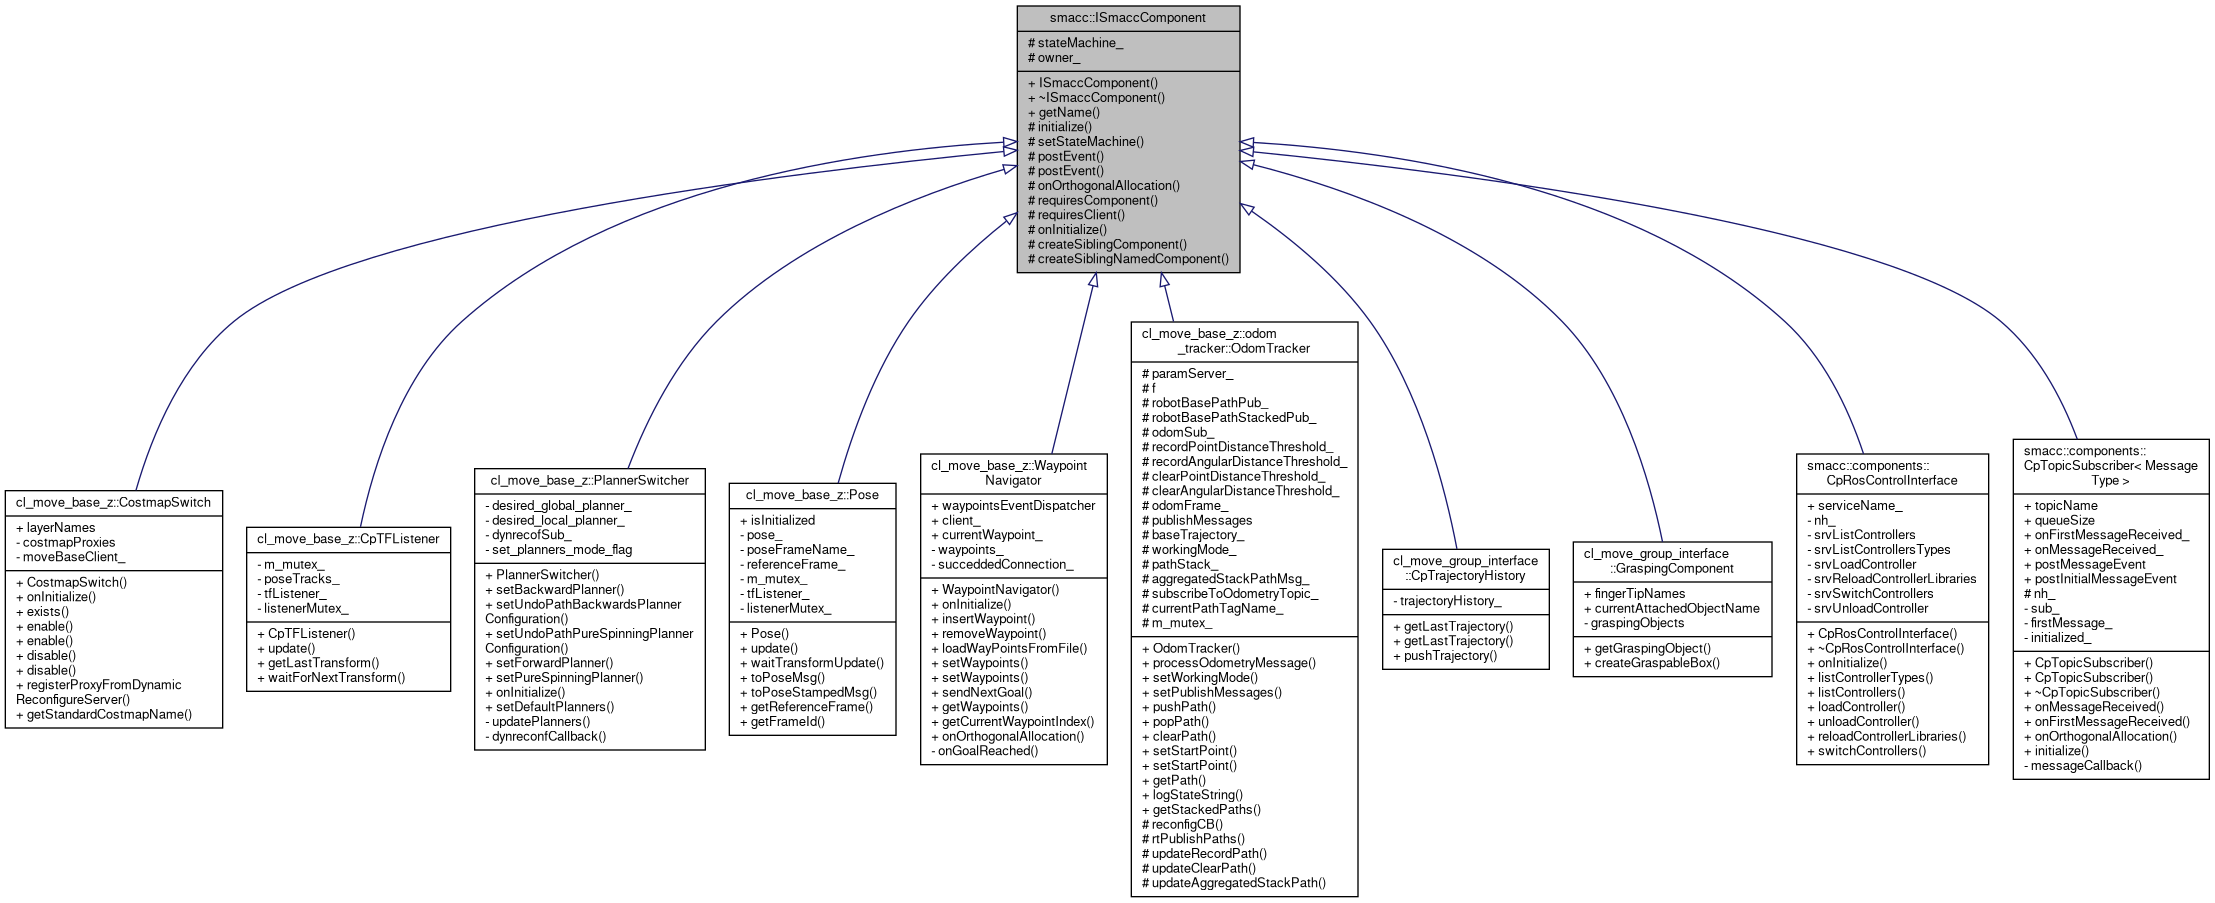 smacc::ISmaccComponent
# stateMachine_
# owner_
+ ISmaccComponent()
+ ~ISmaccComponent()
+ getName()
# initialize()
# setStateMachine()
# postEvent()
# postEvent()
# onOrthogonalAllocation()
# requiresComponent()
# requiresClient()
# onInitialize()
# createSiblingComponent()
# createSiblingNamedComponent()
cl_move_base_z::CostmapSwitch
+ layerNames
- costmapProxies
- moveBaseClient_
+ CostmapSwitch()
+ onInitialize()
+ exists()
+ enable()
+ enable()
+ disable()
+ disable()
+ registerProxyFromDynamic
ReconfigureServer()
+ getStandardCostmapName()
cl_move_base_z::CpTFListener
- m_mutex_
- poseTracks_
- tfListener_
- listenerMutex_
+ CpTFListener()
+ update()
+ getLastTransform()
+ waitForNextTransform()
cl_move_base_z::PlannerSwitcher
- desired_global_planner_
- desired_local_planner_
- dynrecofSub_
- set_planners_mode_flag
+ PlannerSwitcher()
+ setBackwardPlanner()
+ setUndoPathBackwardsPlanner
Configuration()
+ setUndoPathPureSpinningPlanner
Configuration()
+ setForwardPlanner()
+ setPureSpinningPlanner()
+ onInitialize()
+ setDefaultPlanners()
- updatePlanners()
- dynreconfCallback()
cl_move_base_z::Pose
+ isInitialized
- pose_
- poseFrameName_
- referenceFrame_
- m_mutex_
- tfListener_
- listenerMutex_
+ Pose()
+ update()
+ waitTransformUpdate()
+ toPoseMsg()
+ toPoseStampedMsg()
+ getReferenceFrame()
+ getFrameId()
cl_move_base_z::Waypoint
Navigator
+ waypointsEventDispatcher
+ client_
+ currentWaypoint_
- waypoints_
- succeddedConnection_
+ WaypointNavigator()
+ onInitialize()
+ insertWaypoint()
+ removeWaypoint()
+ loadWayPointsFromFile()
+ setWaypoints()
+ setWaypoints()
+ sendNextGoal()
+ getWaypoints()
+ getCurrentWaypointIndex()
+ onOrthogonalAllocation()
- onGoalReached()
cl_move_base_z::odom
_tracker::OdomTracker
# paramServer_
# f
# robotBasePathPub_
# robotBasePathStackedPub_
# odomSub_
# recordPointDistanceThreshold_
# recordAngularDistanceThreshold_
# clearPointDistanceThreshold_
# clearAngularDistanceThreshold_
# odomFrame_
# publishMessages
# baseTrajectory_
# workingMode_
# pathStack_
# aggregatedStackPathMsg_
# subscribeToOdometryTopic_
# currentPathTagName_
# m_mutex_
+ OdomTracker()
+ processOdometryMessage()
+ setWorkingMode()
+ setPublishMessages()
+ pushPath()
+ popPath()
+ clearPath()
+ setStartPoint()
+ setStartPoint()
+ getPath()
+ logStateString()
+ getStackedPaths()
# reconfigCB()
# rtPublishPaths()
# updateRecordPath()
# updateClearPath()
# updateAggregatedStackPath()
cl_move_group_interface
::CpTrajectoryHistory
- trajectoryHistory_
+ getLastTrajectory()
+ getLastTrajectory()
+ pushTrajectory()
cl_move_group_interface
::GraspingComponent
+ fingerTipNames
+ currentAttachedObjectName
- graspingObjects
+ getGraspingObject()
+ createGraspableBox()
smacc::components::
CpRosControlInterface
+ serviceName_
- nh_
- srvListControllers
- srvListControllersTypes
- srvLoadController
- srvReloadControllerLibraries
- srvSwitchControllers
- srvUnloadController
+ CpRosControlInterface()
+ ~CpRosControlInterface()
+ onInitialize()
+ listControllerTypes()
+ listControllers()
+ loadController()
+ unloadController()
+ reloadControllerLibraries()
+ switchControllers()
smacc::components::
CpTopicSubscriber< Message
Type >
+ topicName
+ queueSize
+ onFirstMessageReceived_
+ onMessageReceived_
+ postMessageEvent
+ postInitialMessageEvent
# nh_
- sub_
- firstMessage_
- initialized_
+ CpTopicSubscriber()
+ CpTopicSubscriber()
+ ~CpTopicSubscriber()
+ onMessageReceived()
+ onFirstMessageReceived()
+ onOrthogonalAllocation()
+ initialize()
- messageCallback()